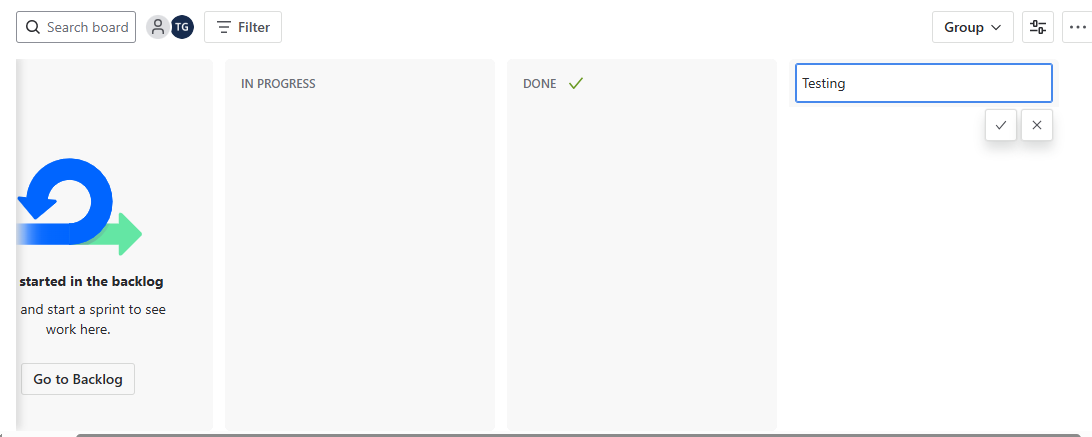 Search board
TG
Filter
Group
started in the backlog
and start a sprint to see
work here.
Go to Backlog
IN PROGRESS
DONE
Testing